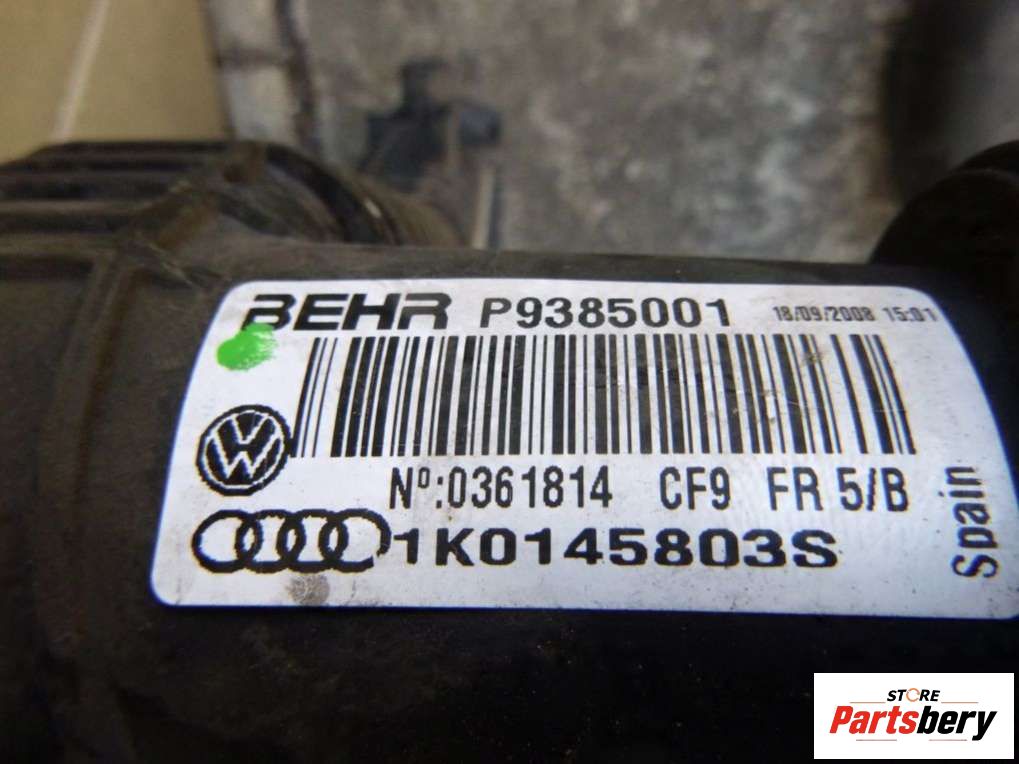 BEHR P9385001 18/09/2008 15:01
Nº:0361814 CF9 FR 5/B
1K0145803S
Spain
STORE
Partsbery